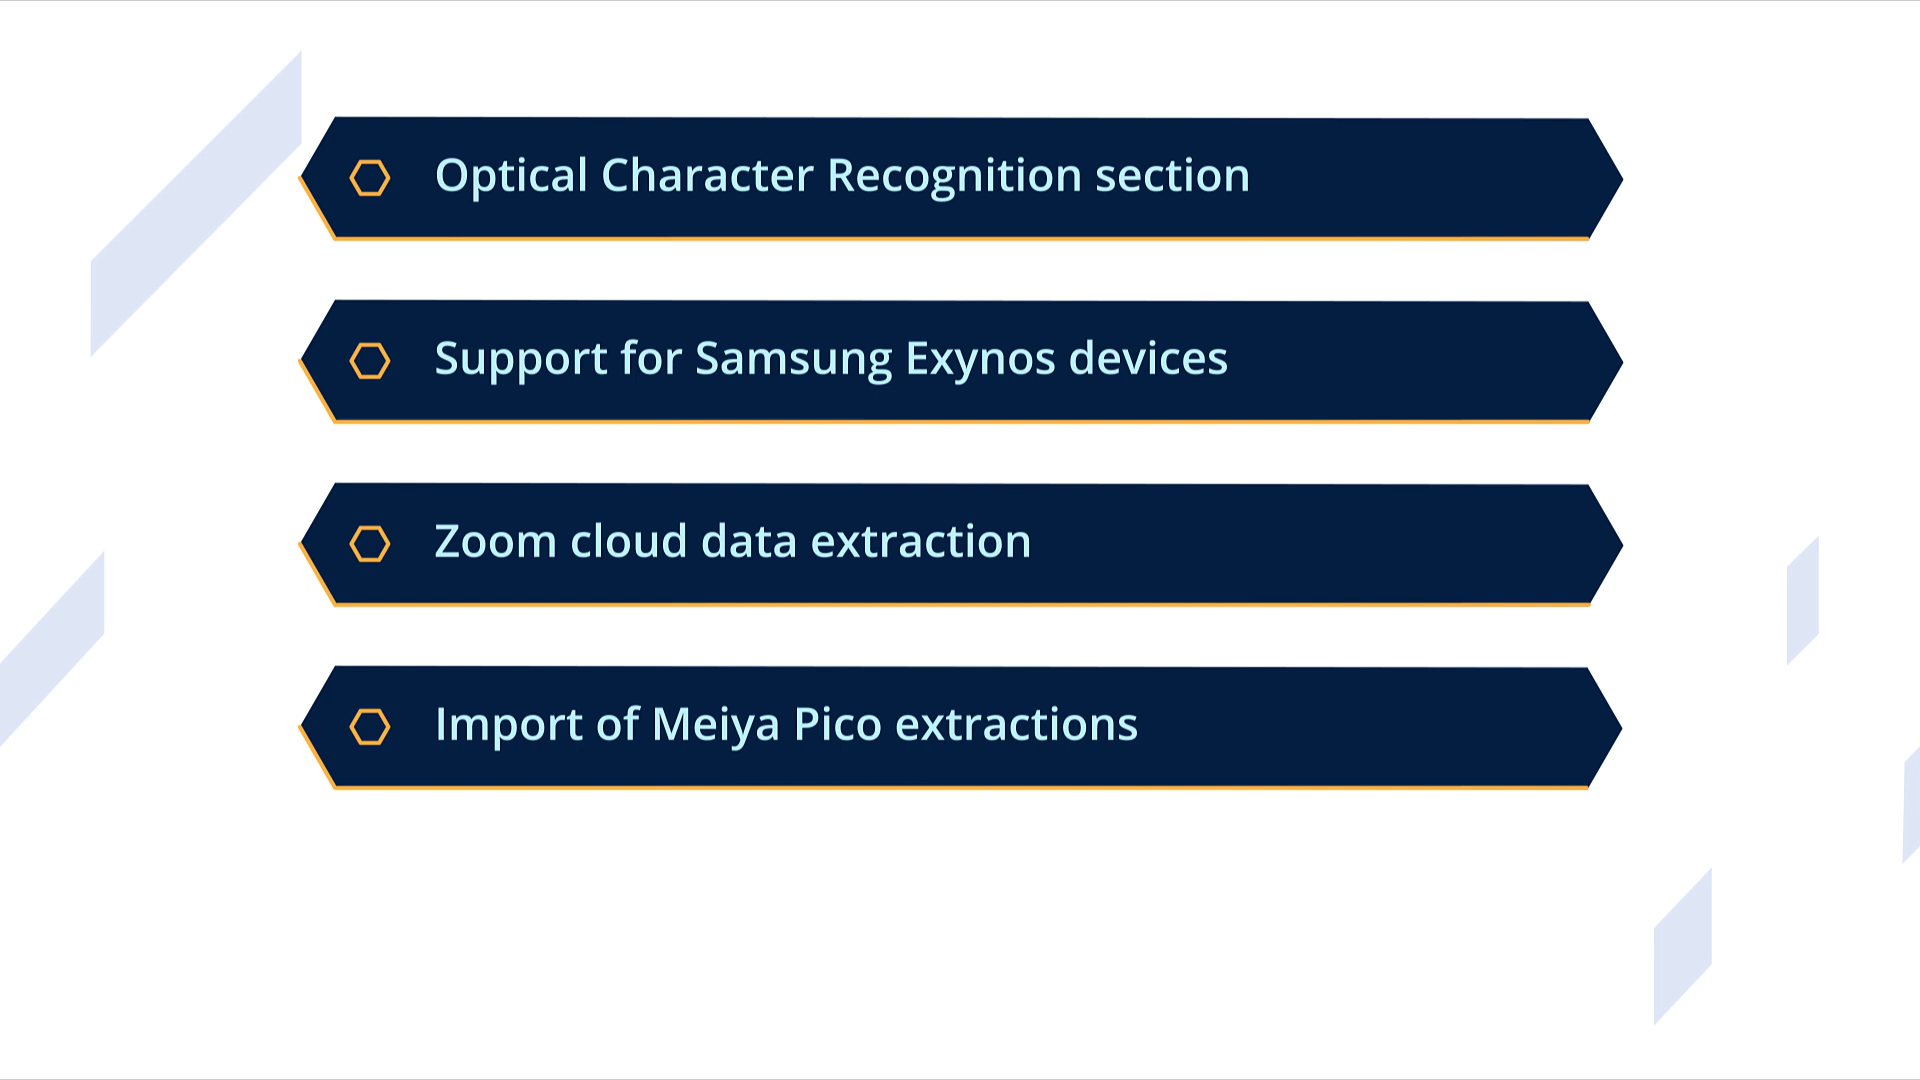 Optical Character Recognition section
Support for Samsung Exynos devices
Zoom cloud data extraction
Import of Meiya Pico extractions